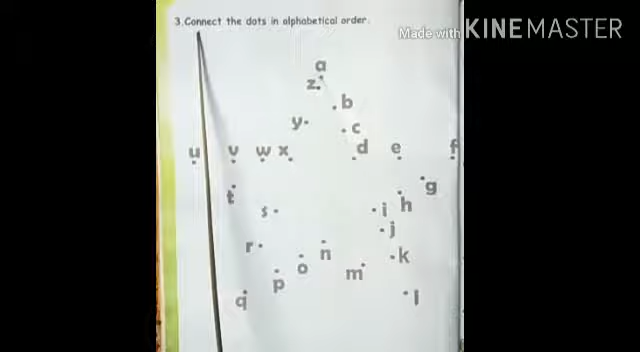 3.Connect the dots in alphabetical order.
Made with KINEMASTER
a
z
b
y
c
u v w x d e f
t g
s i h
j
r n k
o m
p
q l